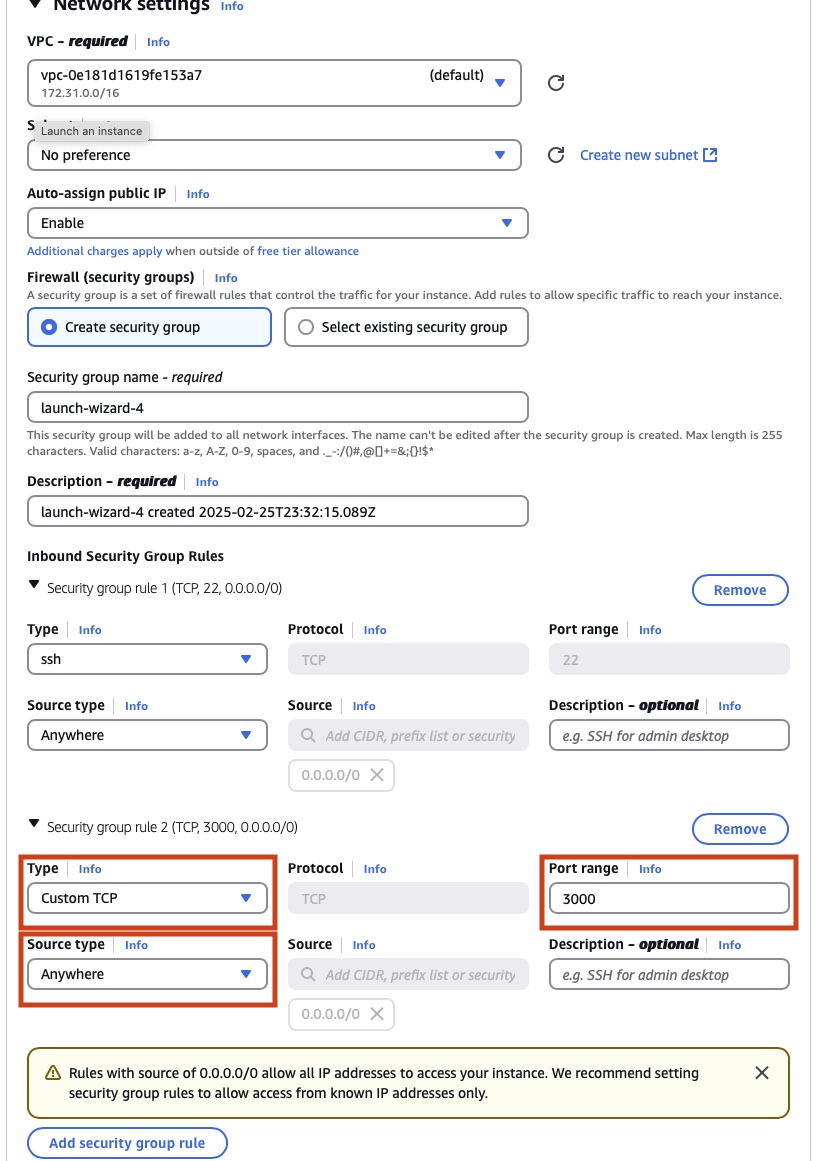 Network settings Info
VPC – required Info
vpc-0e181d1619fe153a7 (default)
172.31.0.0/16
Launch an instance
No preference Create new subnet
Auto-assign public IP Info
Enable
Additional charges apply when outside of free tier allowance
Firewall (security groups) Info
A security group is a set of firewall rules that control the traffic for your instance. Add rules to allow specific traffic to reach your instance.
Create security group Select existing security group
Security group name - required
launch-wizard-4
This security group will be added to all network interfaces. The name can't be edited after the security group is created. Max length is 255
characters. Valid characters: a-z, A-Z, 0-9, spaces, and ._-:/()#,@[]+=&;{}!$*
Description – required Info
launch-wizard-4 created 2025-02-25T23:32:15.089Z
Inbound Security Group Rules
Security group rule 1 (TCP, 22, 0.0.0.0/0) Remove
Type Info Protocol Info Port range Info
ssh TCP 22
Source type Info Source Info Description – optional Info
Anywhere Add CIDR, prefix list or security e.g. SSH for admin desktop
0.0.0.0/0
Security group rule 2 (TCP, 3000, 0.0.0.0/0) Remove
Type Info Protocol Info Port range Info
Custom TCP TCP 3000
Source type Info Source Info Description – optional Info
Anywhere Add CIDR, prefix list or security e.g. SSH for admin desktop
0.0.0.0/0
Rules with source of 0.0.0.0/0 allow all IP addresses to access your instance. We recommend setting
security group rules to allow access from known IP addresses only.
Add security group rule